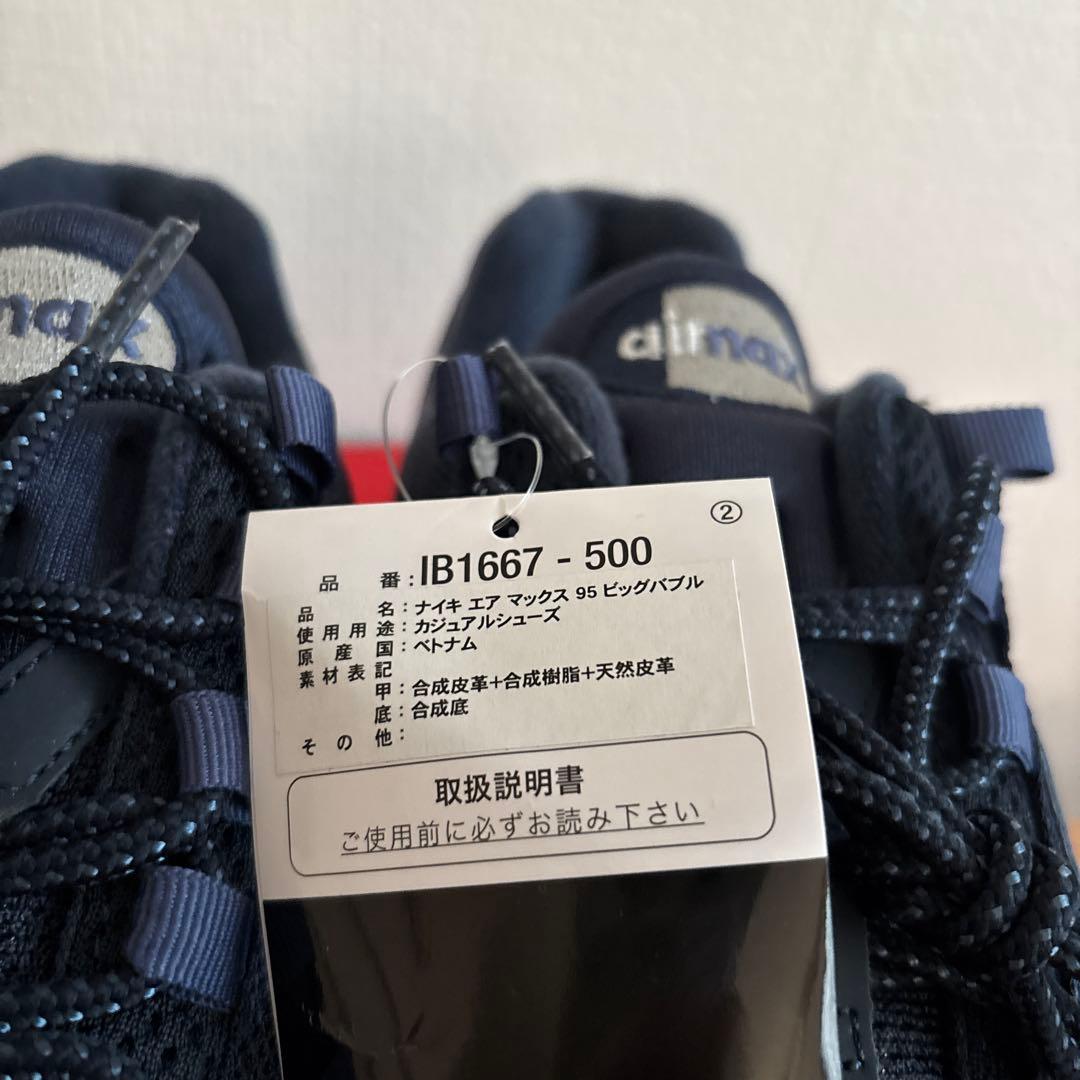 max
airmax
②
品 番：IB1667 - 500
品 名：ナイキ エア マックス 95 ビッグバブル
使用用途：カジュアルシューズ
原産国：ベトナム
素材表記
甲：合成皮革+合成樹脂+天然皮革
底：合成底
その他：
取扱説明書
ご使用前に必ずお読み下さい